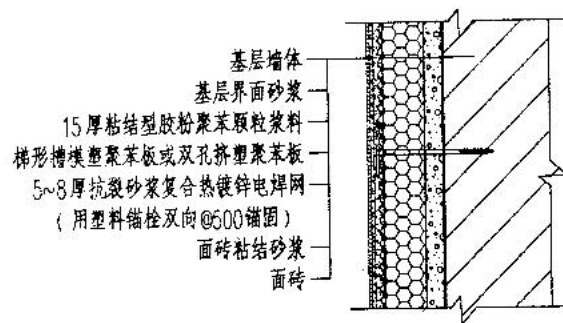 基层墙体
基层界面砂浆
15厚粘结型胶粉聚苯颗粒浆料
梯形槽模塑聚苯板或双孔挤塑聚苯板
5~8厚抗裂砂浆复合热镀锌电焊网
(用塑料锚栓双向@500锚固)
面砖粘结砂浆
面砖